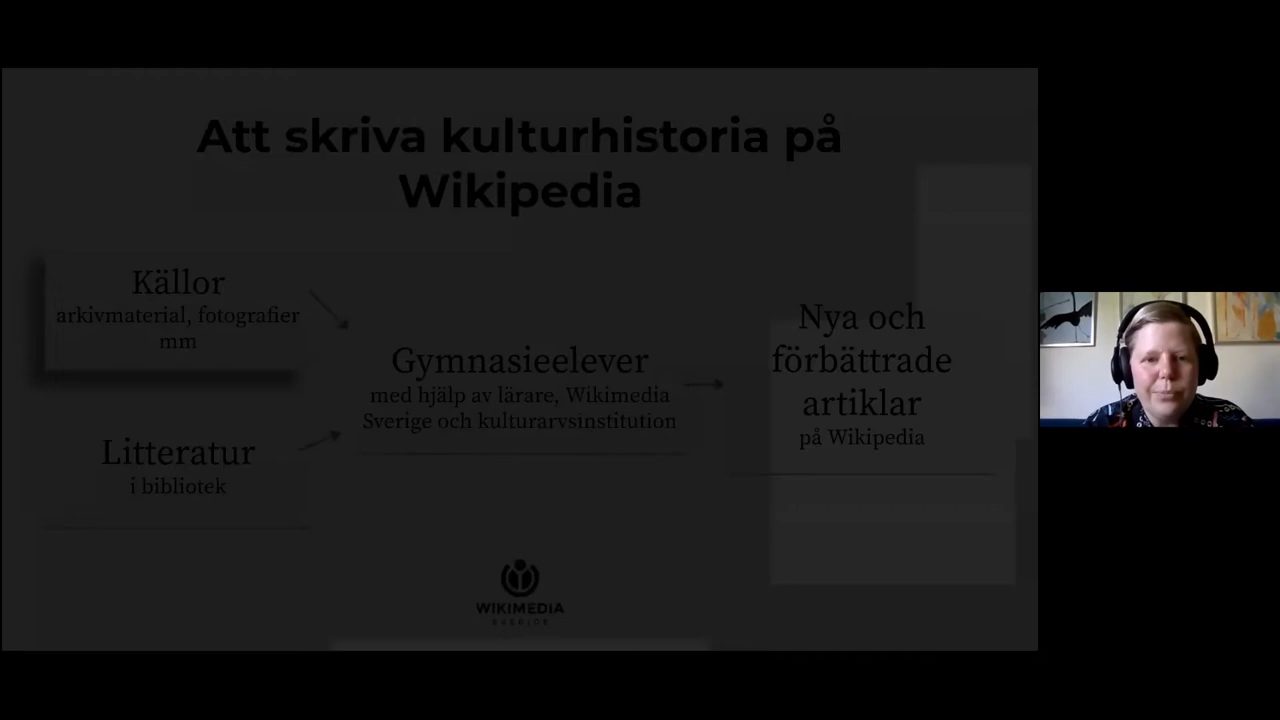 Att skriva kulturhistoria på
Wikipedia
Källor
arkivmaterial, fotografier
mm
Litteratur
i bibliotek
Gymnasieelever
med hjälp av lärare, Wikimedia
Sverige och kulturarvsinstitution
Nya och
förbättrade
artiklar
på Wikipedia
WIKIMEDIA
SVERIGE